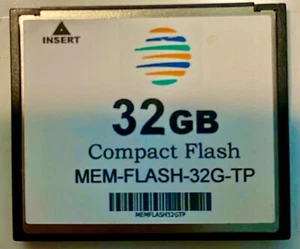 INSERT
32GB
Compact Flash
MEM-FLASH-32G-TP
MEMFLASH32GTP